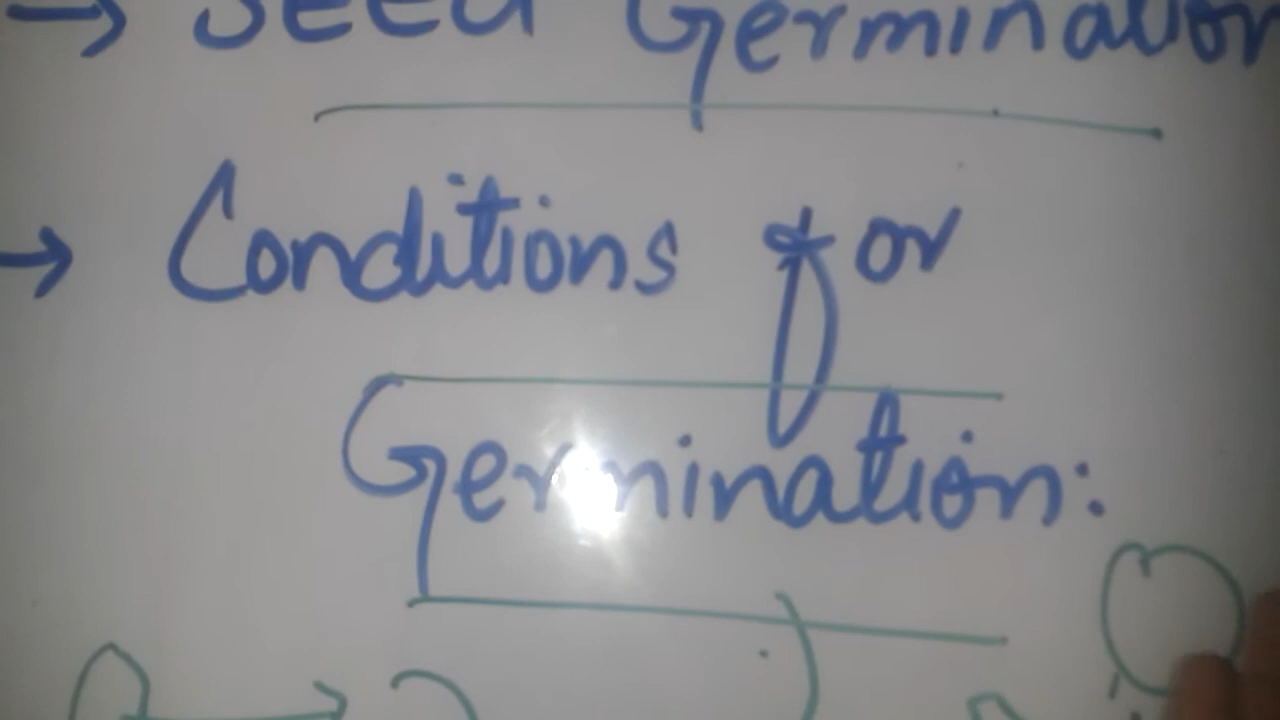 → Seed Germination
→ Conditions for
Germination: